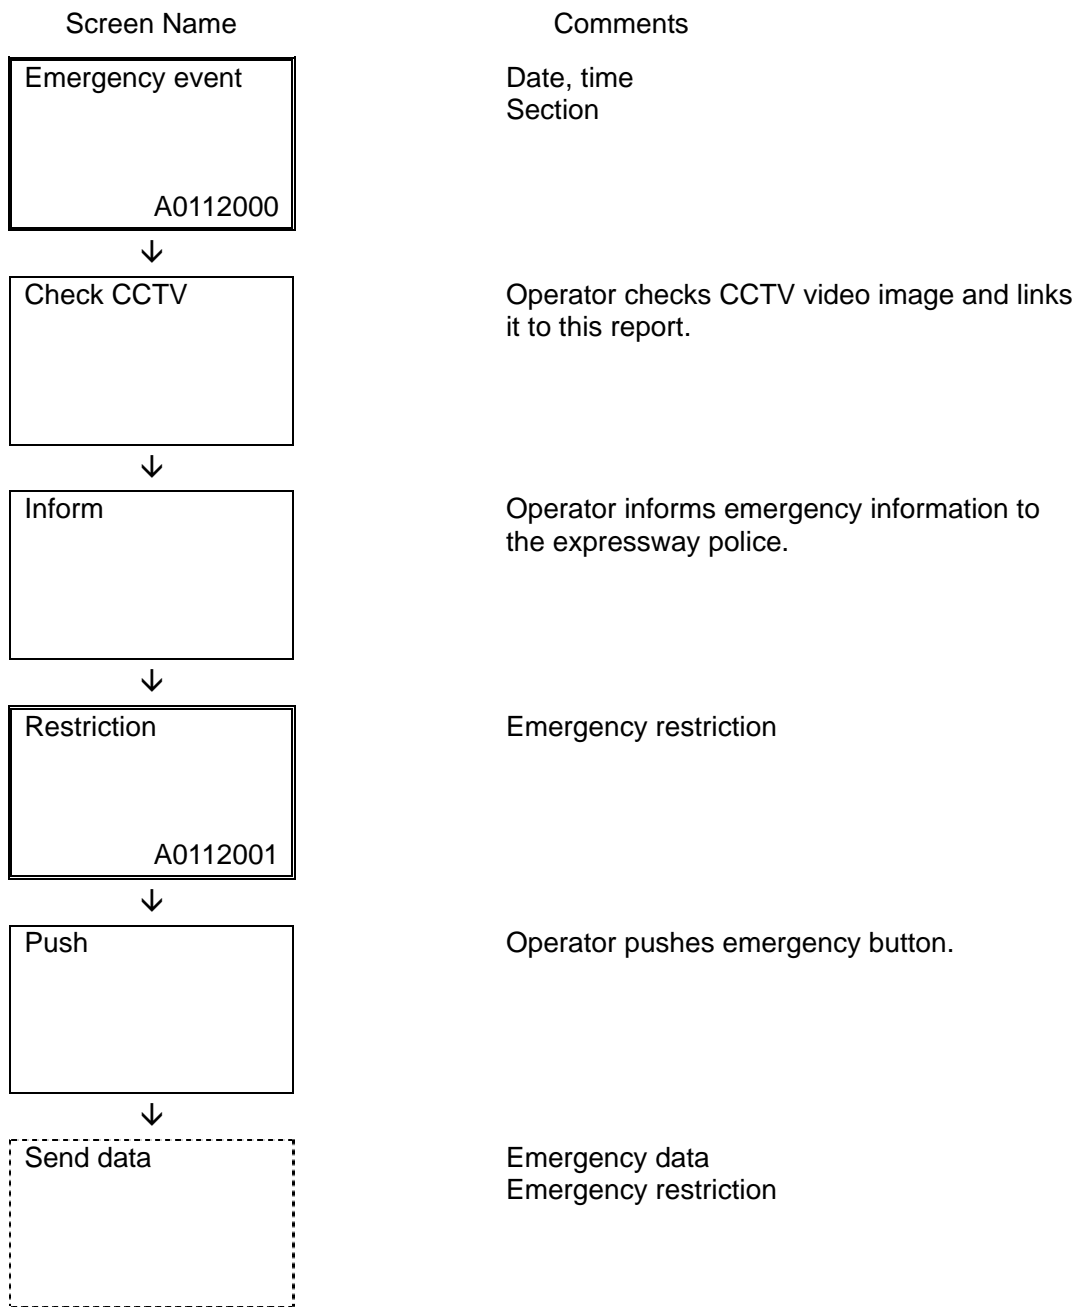 Screen Name Comments
Emergency event Date, time
Section
A0112000
↓
Check CCTV Operator checks CCTV video image and links
it to this report.
↓
Inform Operator informs emergency information to
the expressway police.
↓
Restriction Emergency restriction
A0112001
↓
Push Operator pushes emergency button.
↓
Send data Emergency data
Emergency restriction